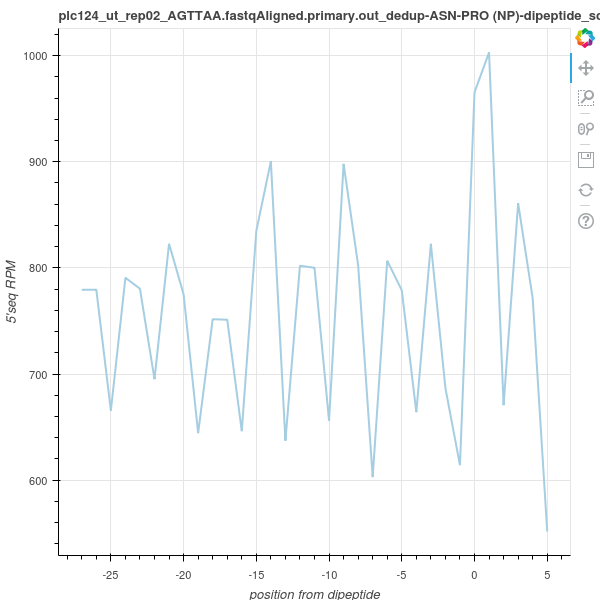 plc124_ut_rep02_AGTTAA.fastqAligned.primary.out_dedup-ASN-PRO (NP)-dipeptide_sc
1000
900
800
700
600
5'seq RPM
-25 -20 -15 -10 -5 0 5
position from dipeptide